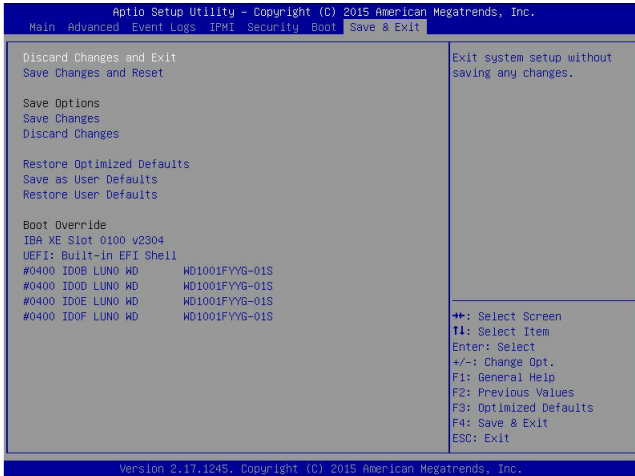 Aptio Setup Utility – Copyright (C) 2015 American Megatrends, Inc.
Main Advanced Event Logs IPMI Security Boot Save & Exit
Discard Changes and Exit
Save Changes and Reset
Save Options
Save Changes
Discard Changes
Restore Optimized Defaults
Save as User Defaults
Restore User Defaults
Boot Override
IBA XE Slot 0100 v2304
UEFI: Built-in EFI Shell
#0400 ID0B LUN0 WD WD1001FYYG-01S
#0400 ID0D LUN0 WD WD1001FYYG-01S
#0400 ID0E LUN0 WD WD1001FYYG-01S
#0400 ID0F LUN0 WD WD1001FYYG-01S
Exit system setup without
saving any changes.
→←: Select Screen
↑↓: Select Item
Enter: Select
+/-: Change Opt.
F1: General Help
F2: Previous Values
F3: Optimized Defaults
F4: Save & Exit
ESC: Exit
Version 2.17.1245. Copyright (C) 2015 American Megatrends, Inc.